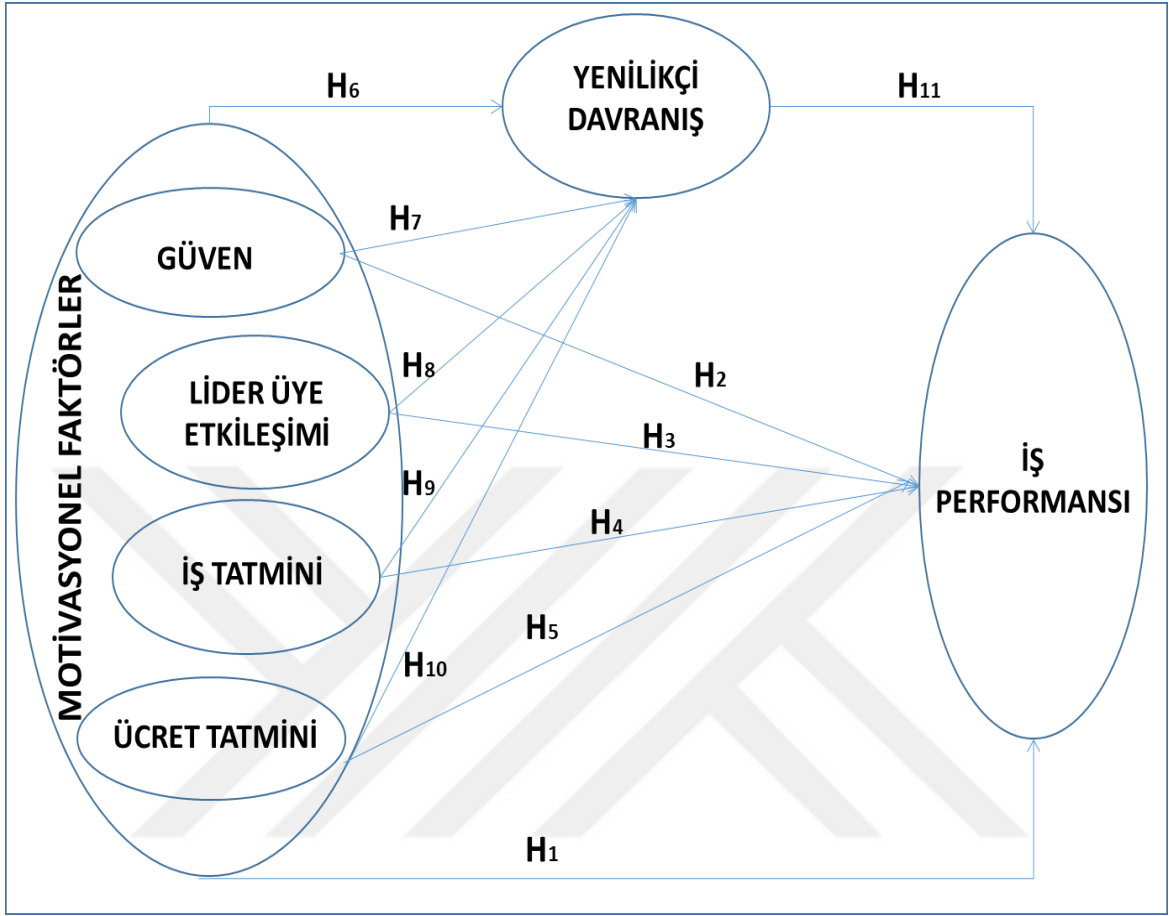 YENİLİKÇİ
DAVRANIŞ
H6
H11
H7
GÜVEN
MOTİVASYONEL FAKTÖRLER
H8
H2
LİDER ÜYE
ETKİLEŞİMİ
H3
H9
İŞ
PERFORMANSI
H4
İŞ TATMİNİ
H5
H10
ÜCRET TATMİNİ
H1